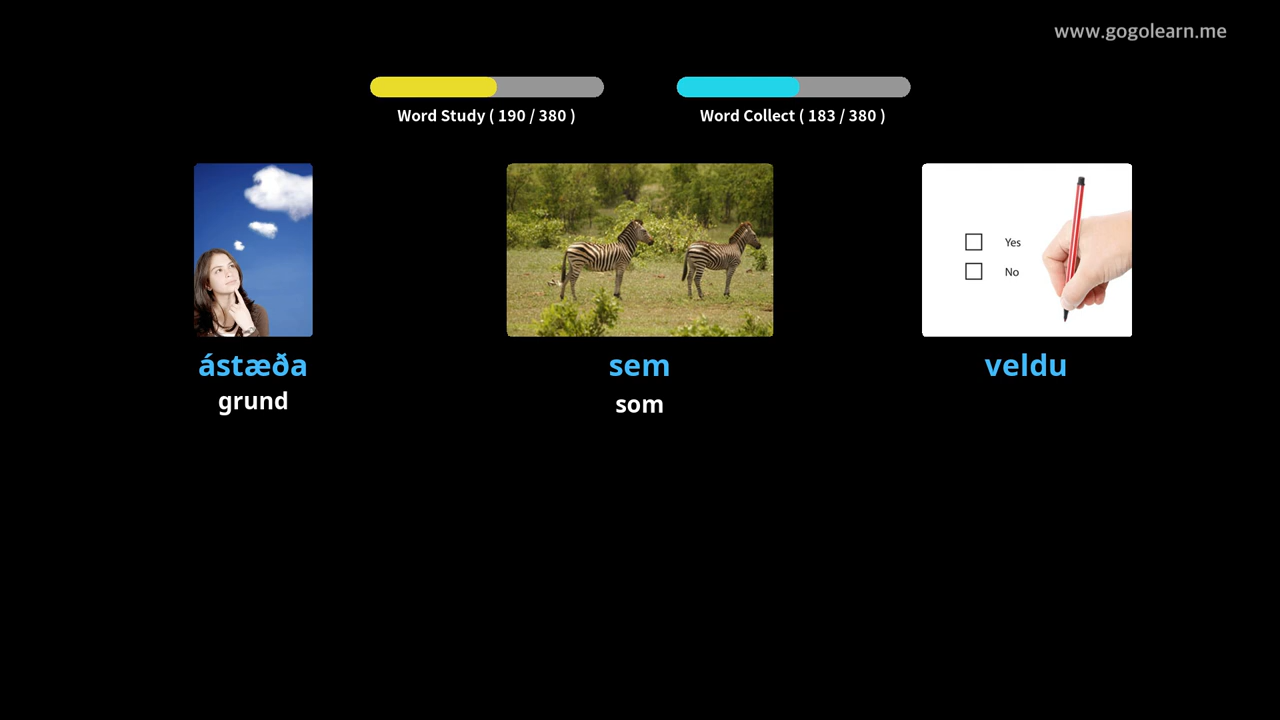 www.gogolearn.me
Word Study ( 190 / 380 )
Word Collect ( 183 / 380 )
Yes
No
ástæða
grund
sem
som
veldu